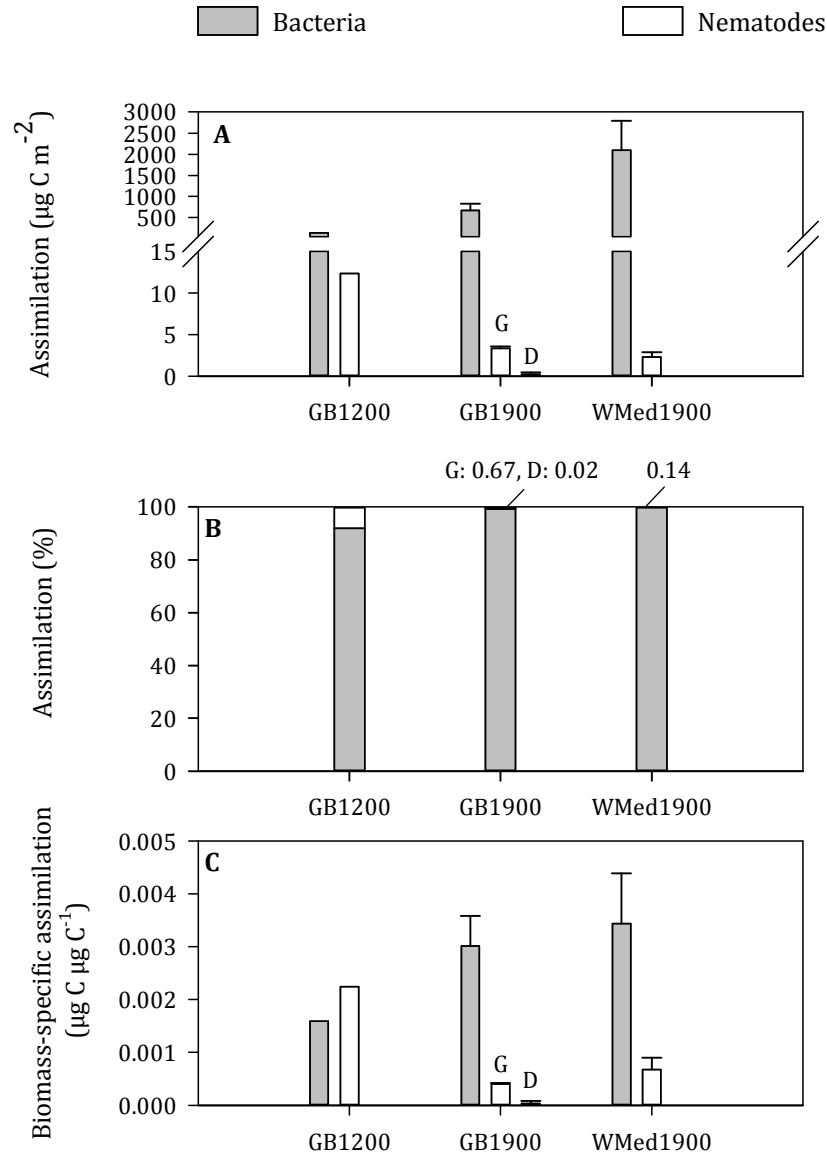 Bacteria Nematodes
Assimilation (µg C m⁻²)
A
3000
2500
2000
1500
1000
500
15
10
5
0
G
D
GB1200 GB1900 WMed1900
G: 0.67, D: 0.02 0.14
Assimilation (%)
B
100
80
60
40
20
0
GB1200 GB1900 WMed1900
Biomass-specific assimilation
(µg C µg C⁻¹)
C
0.005
0.004
0.003
0.002
0.001
0.000
G
D
GB1200 GB1900 WMed1900